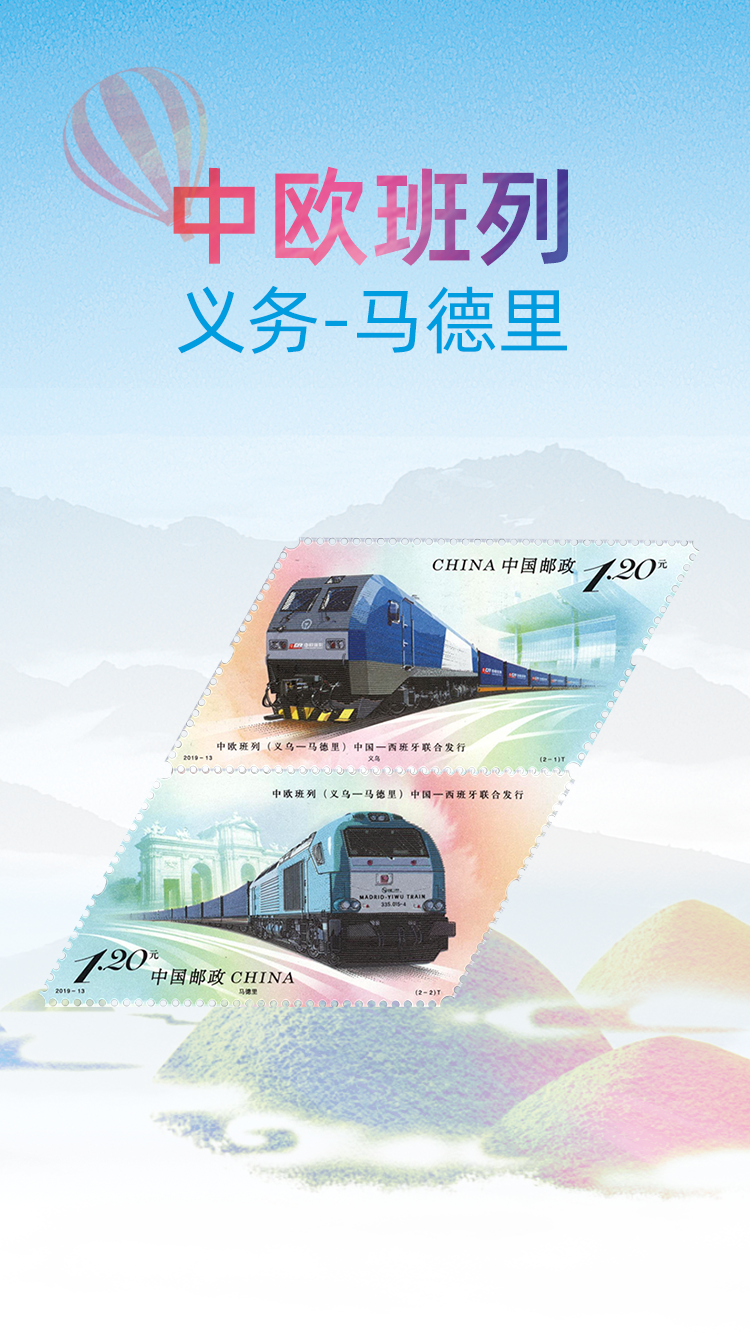 中欧班列
义务-马德里
CHINA 中国邮政 1.20元
中欧班列（义乌—马德里）中国—西班牙联合发行
2019-13 义乌 (2-1)T
中欧班列（义乌—马德里）中国—西班牙联合发行
MADRID-YIWU TRAIN
335.015-4
1.20元 中国邮政 CHINA
2019-13 马德里 (2-2)T